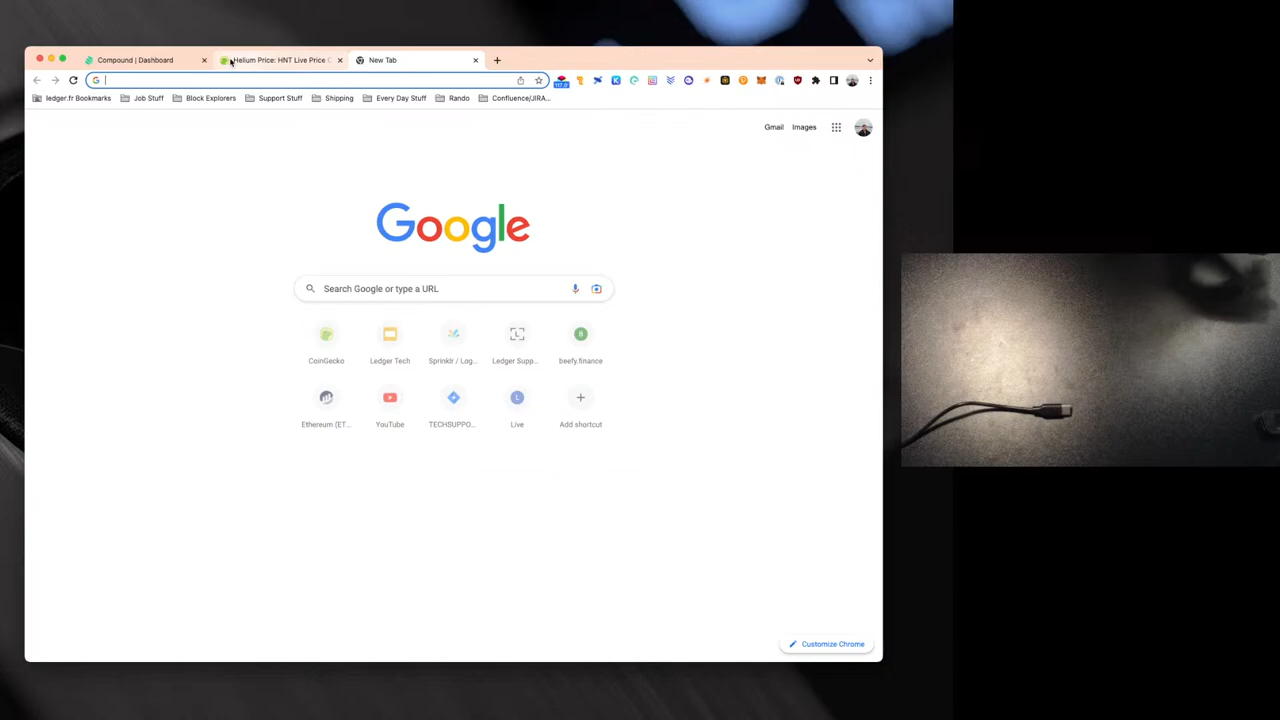 Compound | Dashboard
Helium Price: HNT Live Price C
New Tab
ledger.fr Bookmarks
Job Stuff
Block Explorers
Support Stuff
Shipping
Every Day Stuff
Rando
Confluence/JIRA...
Gmail
Images
Google
Search Google or type a URL
CoinGecko
Ledger Tech
Sprinklr / Log...
Ledger Supp...
beefy.finance
Ethereum (ET...
YouTube
TECHSUPPO...
Live
Add shortcut
Customize Chrome